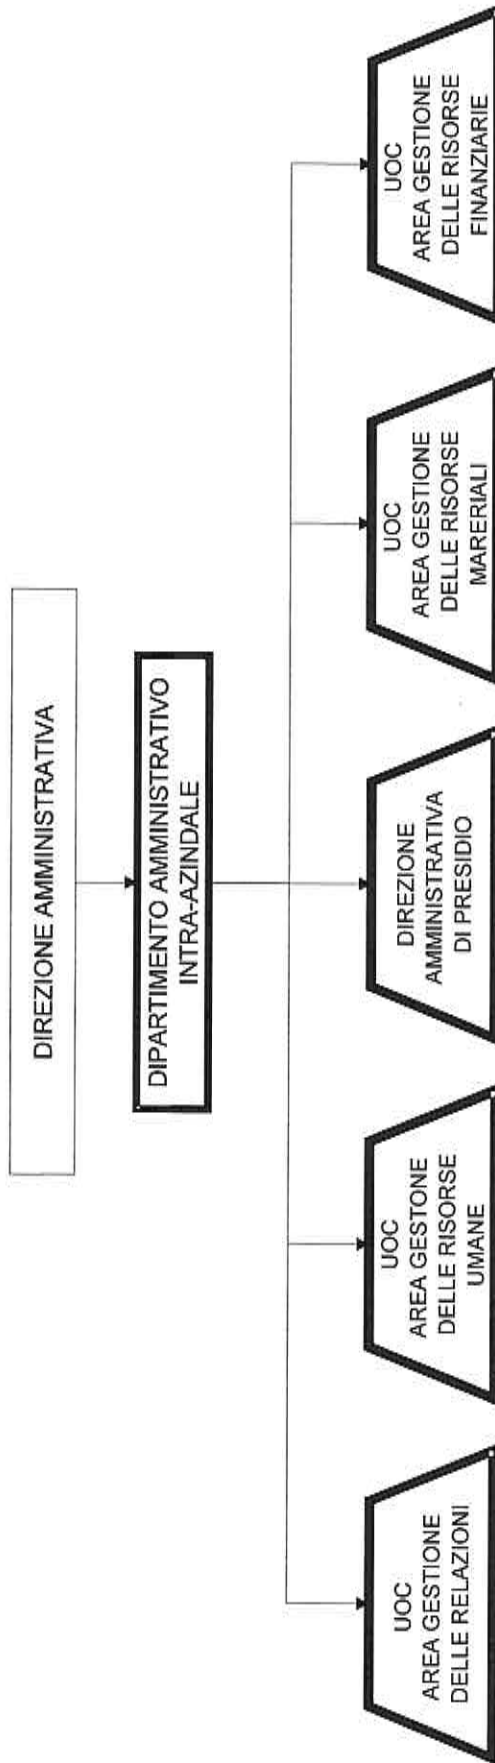 DIREZIONE AMMINISTRATIVA
DIPARTIMENTO AMMINISTRATIVO
INTRA-AZINDALE
UOC
AREA GESTIONE
DELLE RELAZIONI
UOC
AREA GESTONE
DELLE RISORSE
UMANE
DIREZIONE
AMMINISTRATIVA
DI PRESIDIO
UOC
AREA GESTIONE
DELLE RISORSE
MARERIALI
UOC
AREA GESTIONE
DELLE RISORSE
FINANZIARIE